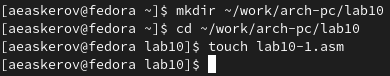 [aeaskerov@fedora ~]$ mkdir ~/work/arch-pc/lab10
[aeaskerov@fedora ~]$ cd ~/work/arch-pc/lab10
[aeaskerov@fedora lab10]$ touch lab10-1.asm
[aeaskerov@fedora lab10]$